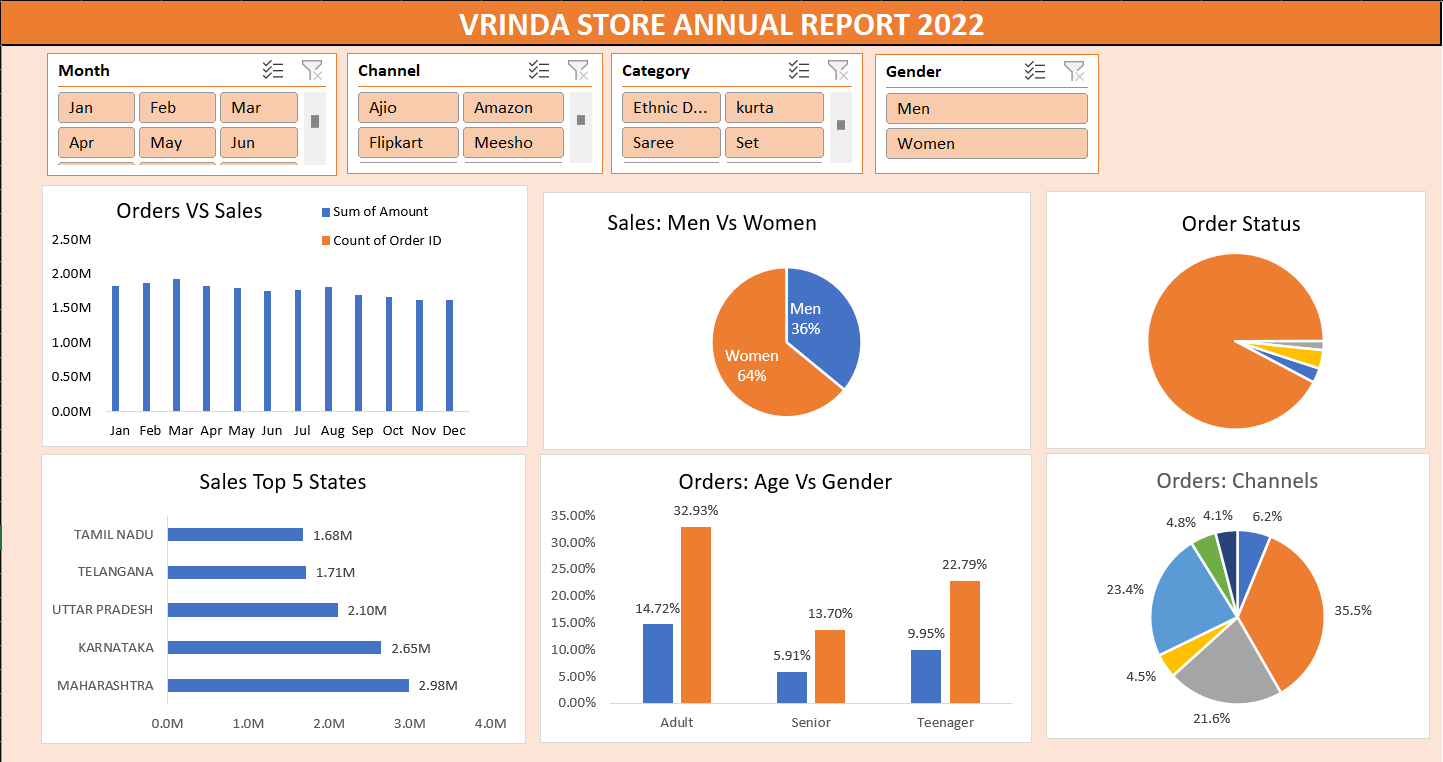 VRINDA STORE ANNUAL REPORT 2022
Month
Jan Feb Mar
Apr May Jun
Channel
Ajio Amazon
Flipkart Meesho
Category
Ethnic D... kurta
Saree Set
Gender
Men
Women
Orders VS Sales
Sum of Amount
Count of Order ID
2.50M
2.00M
1.50M
1.00M
0.50M
0.00M
Jan Feb Mar Apr May Jun Jul Aug Sep Oct Nov Dec
Sales: Men Vs Women
Men
36%
Women
64%
Order Status
Sales Top 5 States
TAMIL NADU 1.68M
TELANGANA 1.71M
UTTAR PRADESH 2.10M
KARNATAKA 2.65M
MAHARASHTRA 2.98M
0.0M 1.0M 2.0M 3.0M 4.0M
Orders: Age Vs Gender
35.00%
30.00%
25.00%
20.00%
15.00%
10.00%
5.00%
0.00%
14.72% 32.93%
5.91% 13.70%
9.95% 22.79%
Adult Senior Teenager
Orders: Channels
4.8% 4.1% 6.2%
23.4% 35.5%
4.5%
21.6%